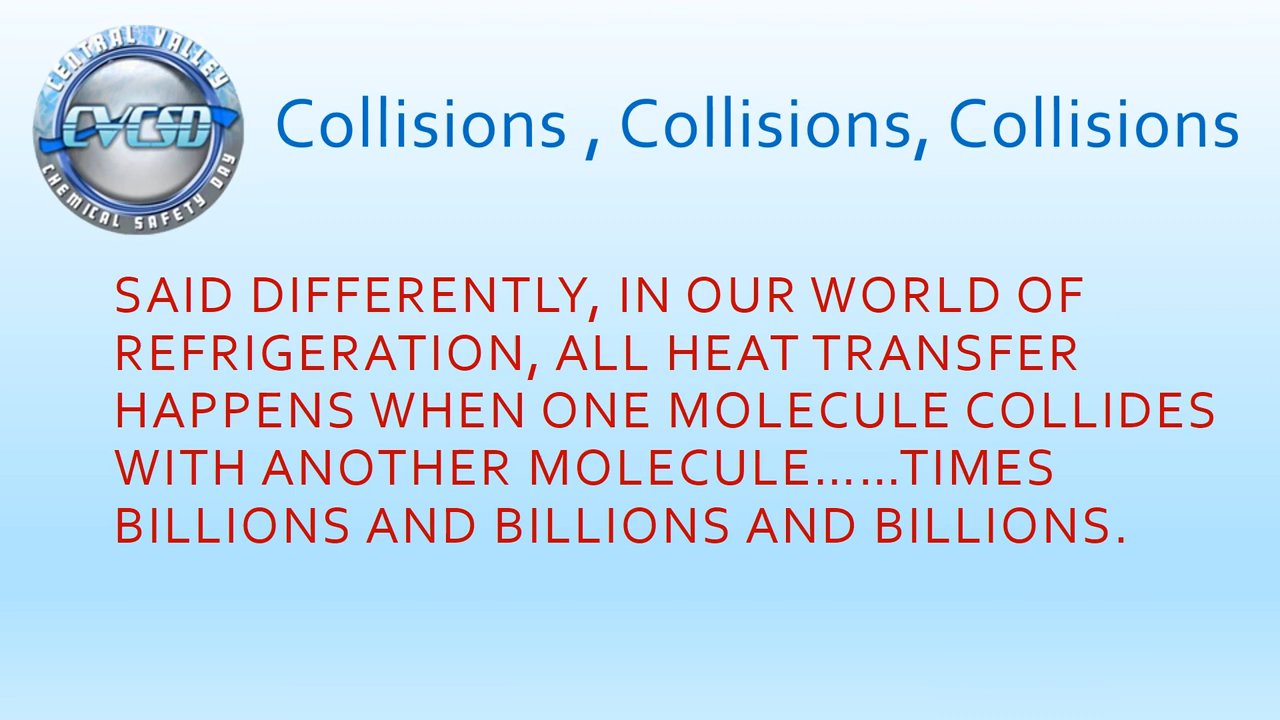 CENTRAL VALLEY
CVCSD
CHEMICAL SAFETY DAY
Collisions , Collisions, Collisions
SAID DIFFERENTLY, IN OUR WORLD OF
REFRIGERATION, ALL HEAT TRANSFER
HAPPENS WHEN ONE MOLECULE COLLIDES
WITH ANOTHER MOLECULE……TIMES
BILLIONS AND BILLIONS AND BILLIONS.